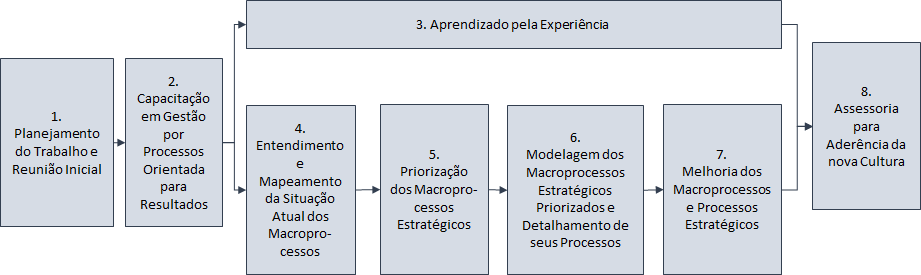 1.
Planejamento
do Trabalho e
Reunião Inicial
2.
Capacitação
em Gestão
por
Processos
Orientada
para
Resultados
3. Aprendizado pela Experiência
4.
Entendimento
e
Mapeamento
da Situação
Atual dos
Macroproc-
cessos
5.
Priorização
dos Macropro-
cessos
Estratégicos
6.
Modelagem dos
Macroprocessos
Estratégicos
Priorizados e
Detalhamento de
seus Processos
7.
Melhoria dos
Macroprocessos
e Processos
Estratégicos
8.
Assessoria
para
Aderência da
nova Cultura